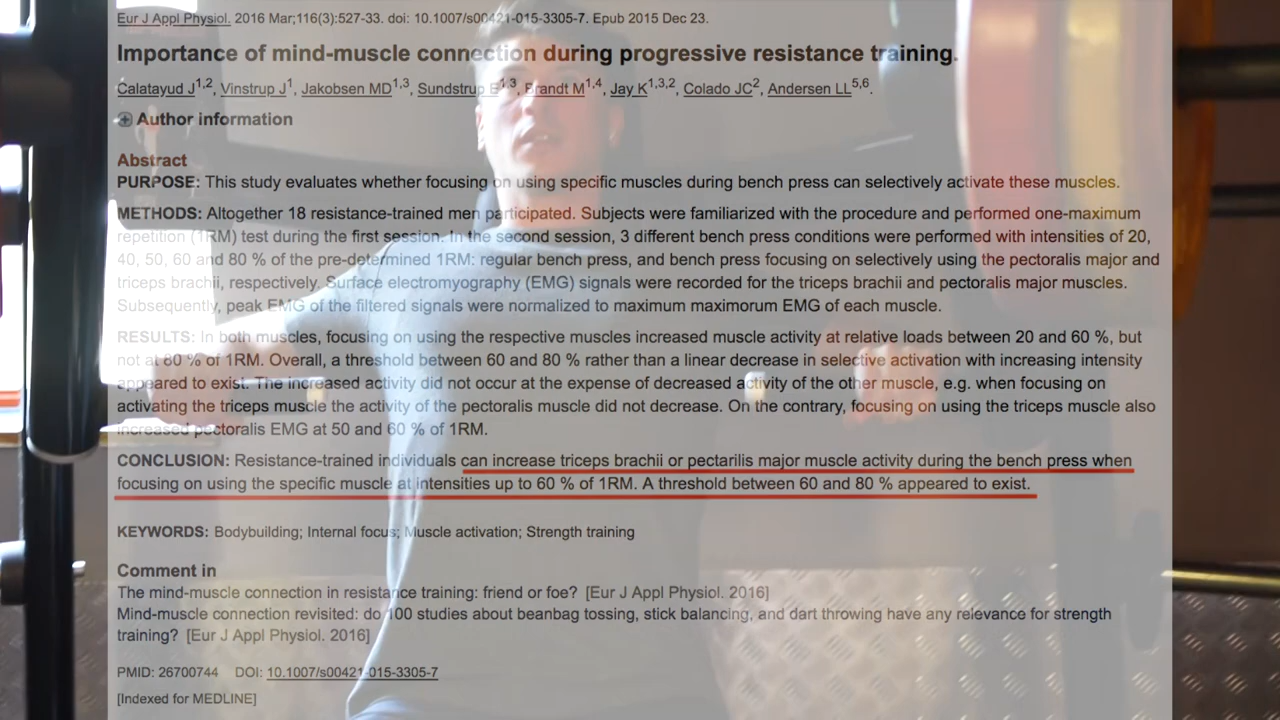 Eur J Appl Physiol. 2016 Mar;116(3):527-33. doi: 10.1007/s00421-015-3305-7. Epub 2015 Dec 23.
Importance of mind-muscle connection during progressive resistance training.
Calatayud J1,2, Vinstrup J1, Jakobsen MD1,3, Sundstrup E1,3, Brandt M1,4, Jay K1,3,2, Colado JC2, Andersen LL5,6.
Author information
Abstract
PURPOSE: This study evaluates whether focusing on using specific muscles during bench press can selectively activate these muscles.
METHODS: Altogether 18 resistance-trained men participated. Subjects were familiarized with the procedure and performed one-maximum
repetition (1RM) test during the first session. In the second session, 3 different bench press conditions were performed with intensities of 20,
40, 50, 60 and 80 % of the pre-determined 1RM: regular bench press, and bench press focusing on selectively using the pectoralis major and
triceps brachii, respectively. Surface electromyography (EMG) signals were recorded for the triceps brachii and pectoralis major muscles.
Subsequently, peak EMG of the filtered signals were normalized to maximum maximorum EMG of each muscle.
RESULTS: In both muscles, focusing on using the respective muscles increased muscle activity at relative loads between 20 and 60 %, but
not at 80 % of 1RM. Overall, a threshold between 60 and 80 % rather than a linear decrease in selective activation with increasing intensity
appeared to exist. The increased activity did not occur at the expense of decreased activity of the other muscle, e.g. when focusing on
activating the triceps muscle the activity of the pectoralis muscle did not decrease. On the contrary, focusing on using the triceps muscle also
increased pectoralis EMG at 50 and 60 % of 1RM.
CONCLUSION: Resistance-trained individuals can increase triceps brachii or pectarilis major muscle activity during the bench press when
focusing on using the specific muscle at intensities up to 60 % of 1RM. A threshold between 60 and 80 % appeared to exist.
KEYWORDS: Bodybuilding; Internal focus; Muscle activation; Strength training
Comment in
The mind-muscle connection in resistance training: friend or foe? [Eur J Appl Physiol. 2016]
Mind-muscle connection revisited: do 100 studies about beanbag tossing, stick balancing, and dart throwing have any relevance for strength
training? [Eur J Appl Physiol. 2016]
PMID: 26700744 DOI: 10.1007/s00421-015-3305-7
[Indexed for MEDLINE]